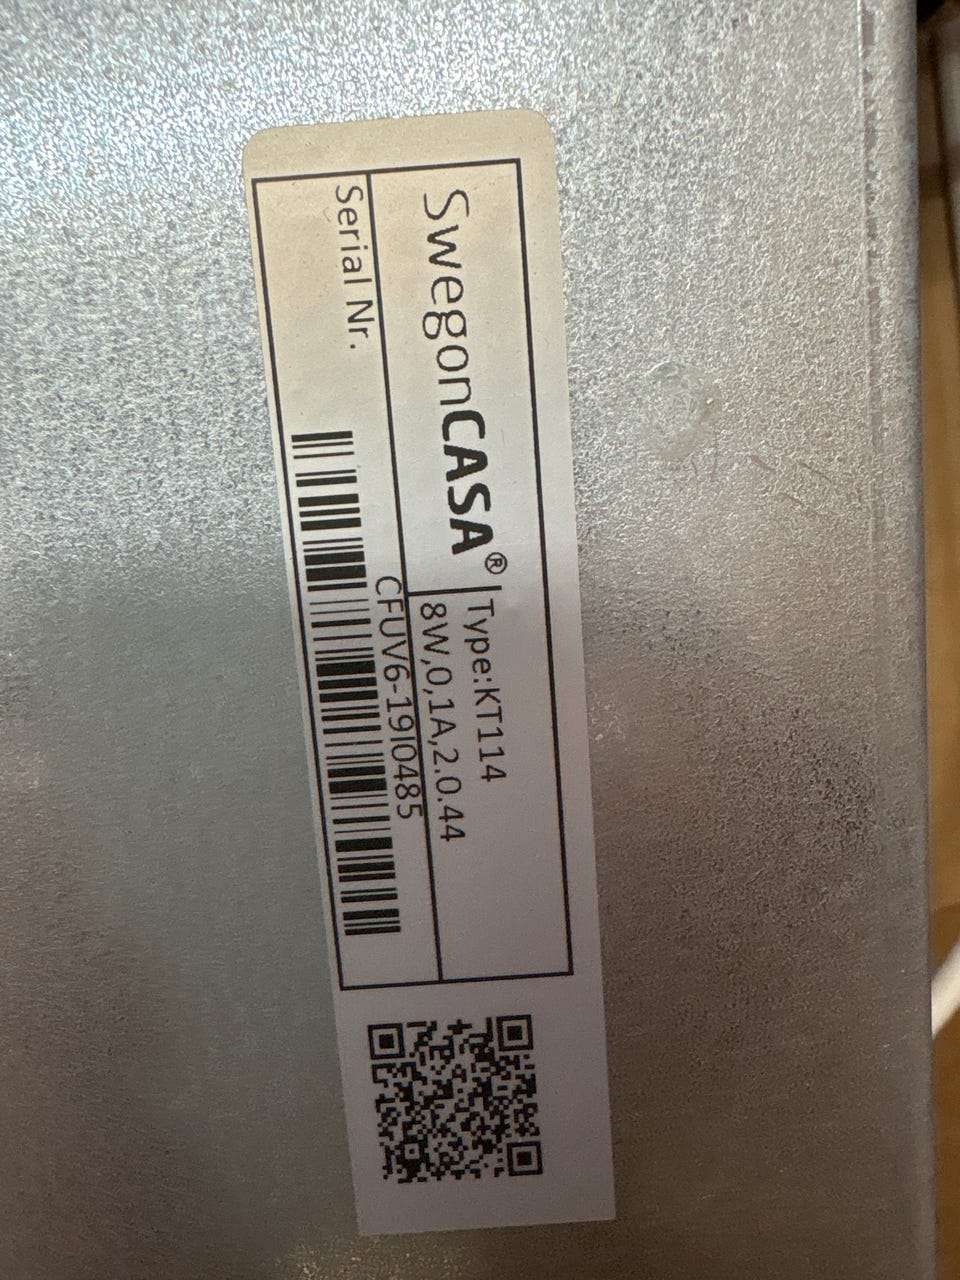 SwegonCASA®
Type:KT114
8W,0,1A,2.0.44
Serial Nr.
CFUV6-19I0485